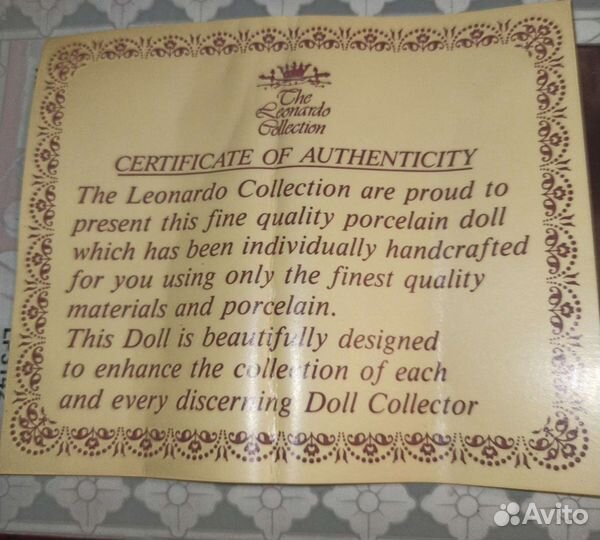 The
Leonardo
Collection
CERTIFICATE OF AUTHENTICITY
The Leonardo Collection are proud to
present this fine quality porcelain doll
which has been individually handcrafted
for you using only the finest quality
materials and porcelain.
This Doll is beautifully designed
to enhance the collection of each
and every discerning Doll Collector
Avito